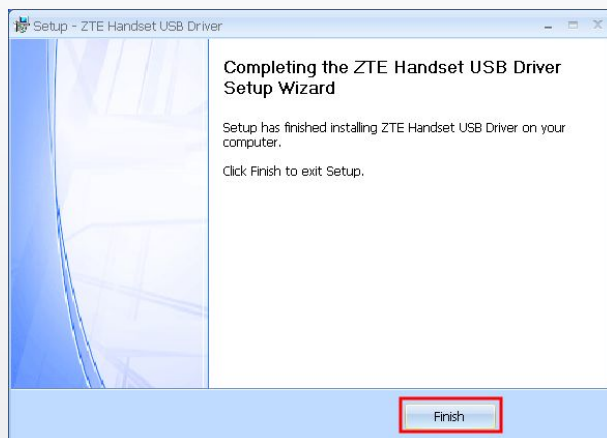 Setup - ZTE Handset USB Driver
Completing the ZTE Handset USB Driver
Setup Wizard
Setup has finished installing ZTE Handset USB Driver on your
computer.
Click Finish to exit Setup.
Finish